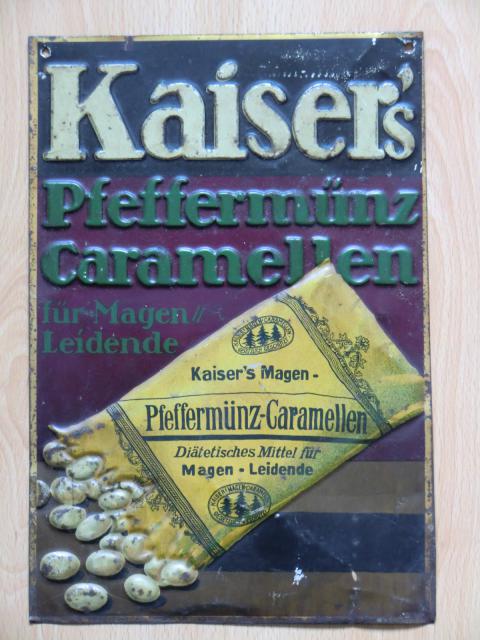 Kaiser's
Pfeffermünz
Caramellen
für Magen
Leidende
Kaiser's Magen-
Pfeffermünz-Caramellen
Diätetisches Mittel für
Magen - Leidende